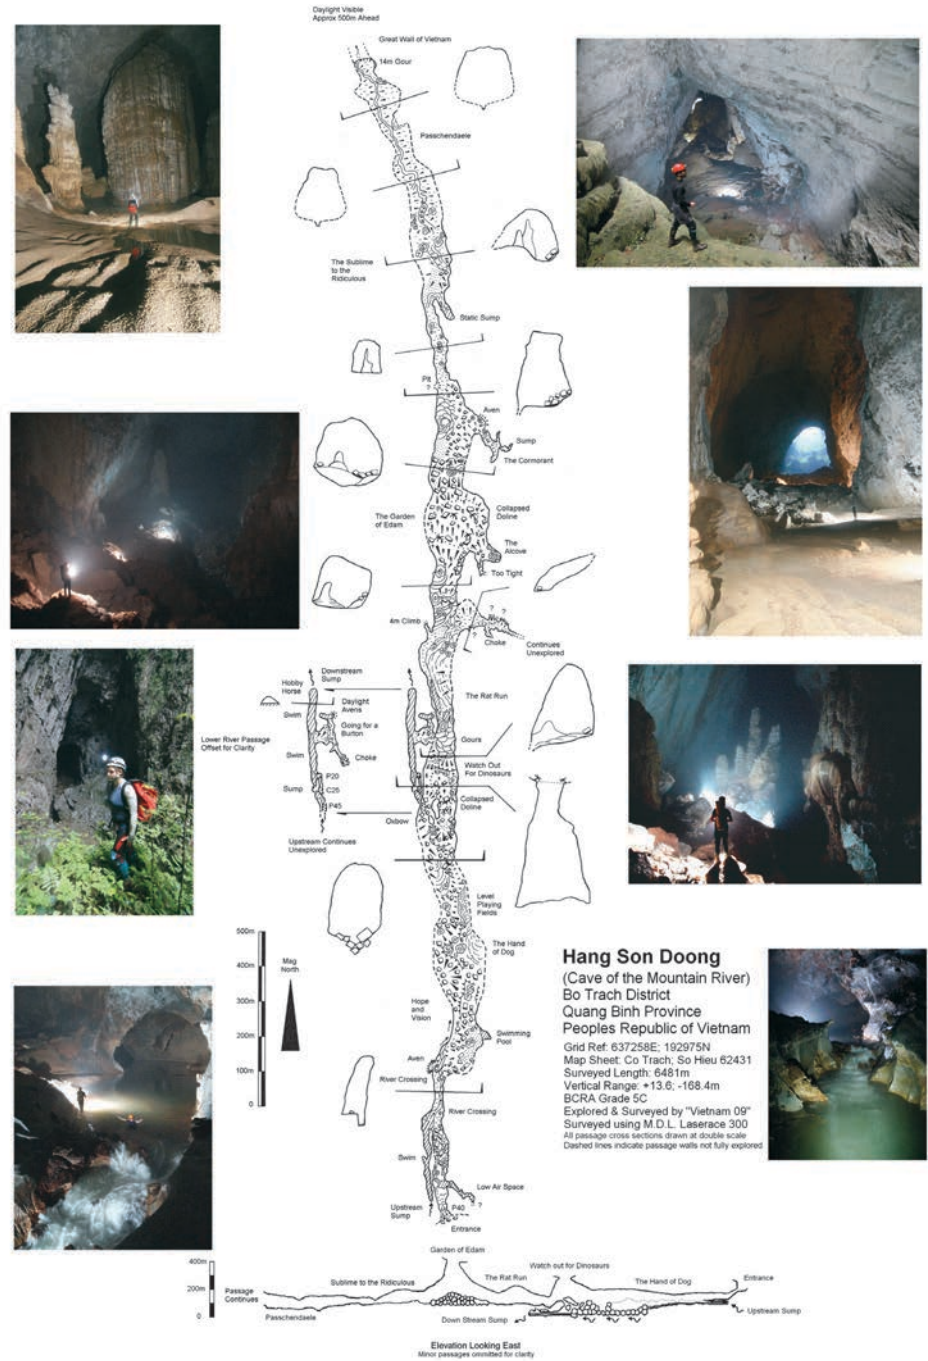 Daylight Visible
Approx 500m Ahead
Great Wall of Vietnam
14m Gour
Passchendaele
The Sublime
to the
Ridiculous
Static Sump
Pit
?
Aven
Sump
The Cormorant
The Garden
of Edam
Collapsed
Doline
The
Alcove
Too Tight
4m Climb
? ?
?
Choke
Continues
Unexplored
Downstream
Sump
Hobby
Horse
Daylight
Avens
Swim
Going for a
Burton
The Rat Run
Lower River Passage
Offset for Clarity
Gours
Swim
Choke
Watch Out
For Dinosaurs
P20
Sump
C25
P45
Collapsed
Doline
Oxbow
Upstream Continues
Unexplored
Level
Playing
Fields
500m
400m
300m
200m
100m
0
Mag
North
The Hand
of Dog
Hope
and
Vision
Swimming
Pool
Aven
River Crossing
River Crossing
Swim
Low Air Space
?
Upstream
Sump
P40
Entrance
Hang Son Doong
(Cave of the Mountain River)
Bo Trach District
Quang Binh Province
Peoples Republic of Vietnam
Grid Ref: 637258E; 192975N
Map Sheet: Co Trach; So Hieu 62431
Surveyed Length: 6481m
Vertical Range: +13.6; -168.4m
BCRA Grade 5C
Explored & Surveyed by "Vietnam 09"
Surveyed using M.D.L. Laserace 300
All passage cross sections drawn at double scale
Dashed lines indicate passage walls not fully explored
Garden of Edam
400m
200m
0
Passage
Continues
Sublime to the Ridiculous
The Rat Run
Watch out for Dinosaurs
The Hand of Dog
Entrance
Passchendaele
Down Stream Sump
Upstream Sump
Elevation Looking East
Minor passages ommitted for clarity